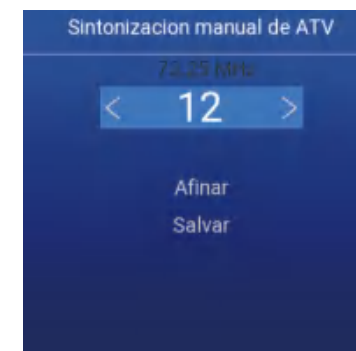 Sintonizacion manual de ATV
73.25 MHz
< 12 >
Afinar
Salvar